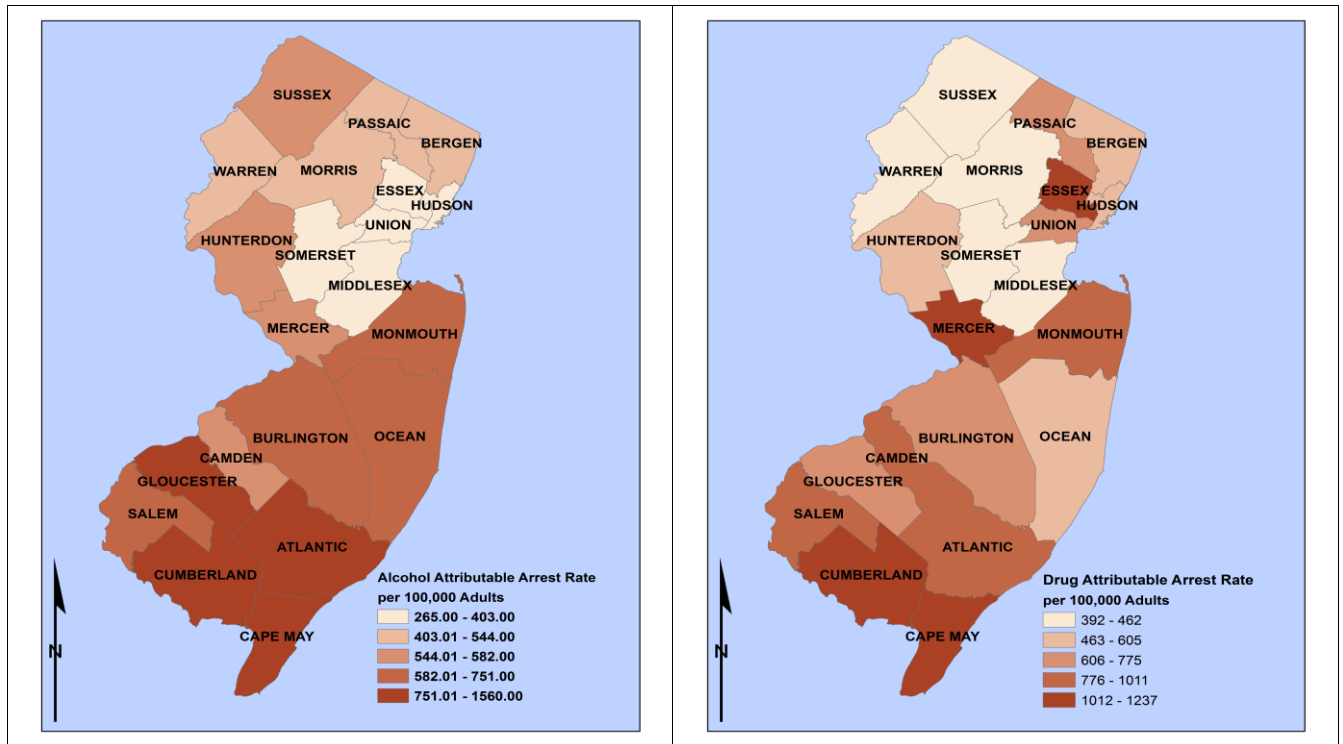 SUSSEX
PASSAIC
BERGEN
WARREN
MORRIS
ESSEX
HUDSON
UNION
HUNTERDON
SOMERSET
MIDDLESEX
MERCER
MONMOUTH
BURLINGTON
OCEAN
CAMDEN
GLOUCESTER
SALEM
ATLANTIC
CUMBERLAND
CAPE MAY
N
Alcohol Attributable Arrest Rate
per 100,000 Adults
265.00 - 403.00
403.01 - 544.00
544.01 - 582.00
582.01 - 751.00
751.01 - 1560.00
SUSSEX
PASSAIC
BERGEN
WARREN
MORRIS
ESSEX
HUDSON
UNION
HUNTERDON
SOMERSET
MIDDLESEX
MERCER
MONMOUTH
BURLINGTON
OCEAN
CAMDEN
GLOUCESTER
SALEM
ATLANTIC
CUMBERLAND
CAPE MAY
N
Drug Attributable Arrest Rate
per 100,000 Adults
392 - 462
463 - 605
606 - 775
776 - 1011
1012 - 1237